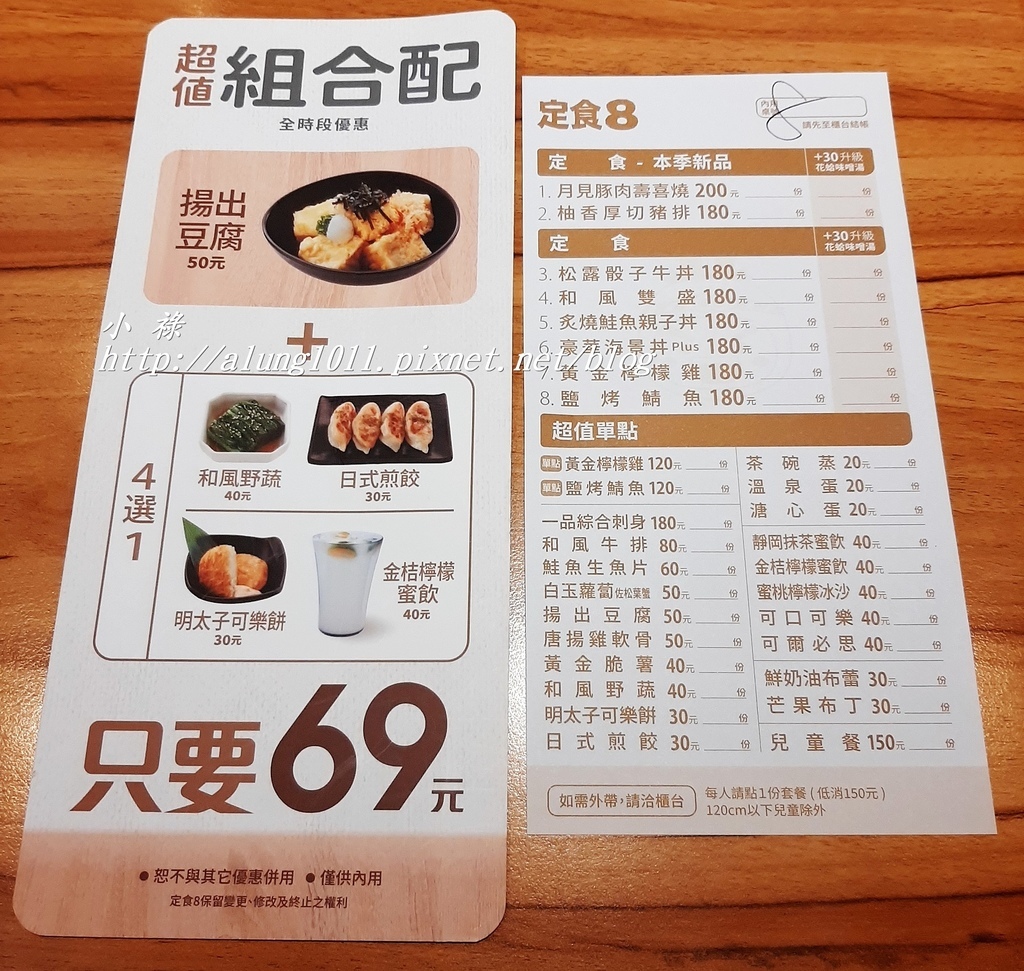 超值 組合配
全時段優惠
揚出
豆腐
50元
+
4選1
和風野蔬
40元
日式煎餃
30元
明太子可樂餅
30元
金桔檸檬
蜜飲
40元
只要69元
● 恕不與其它優惠併用 ● 僅供內用
定食8保留變更、修改及終止之權利
小 祿
http://alung1011.pixnet.net/blog
定食8
內用
桌號
請先至櫃台結帳
定 食 - 本季新品 +30升級 花蛤味噌湯
1. 月見豚肉壽喜燒 200元 份 份
2. 柚香厚切豬排 180元 份 份
定 食 +30升級 花蛤味噌湯
3. 松露骰子牛丼 180元 份 份
4. 和風雙盛 180元 份 份
5. 炙燒鮭魚親子丼 180元 份 份
6. 豪華海景丼Plus 180元 份 份
7. 黃金檸檬雞 180元 份 份
8. 鹽烤鯖魚 180元 份 份
超值單點
單點 黃金檸檬雞 120元 份
單點 鹽烤鯖魚 120元 份
一品綜合刺身 180元 份
和風牛排 80元 份
鮭魚生魚片 60元 份
白玉蘿蔔佐松葉蟹 50元 份
揚出豆腐 50元 份
唐揚雞軟骨 50元 份
黃金脆薯 40元 份
和風野蔬 40元 份
明太子可樂餅 30元 份
日式煎餃 30元 份
茶碗蒸 20元 份
溫泉蛋 20元 份
溏心蛋 20元 份
靜岡抹茶蜜飲 40元 份
金桔檸檬蜜飲 40元 份
蜜桃檸檬冰沙 40元 份
可口可樂 40元 份
可爾必思 40元 份
鮮奶油布蕾 30元 份
芒果布丁 30元 份
兒童餐 150元 份
如需外帶，請洽櫃台
每人請點1份套餐 ( 低消150元 )
120cm以下兒童除外